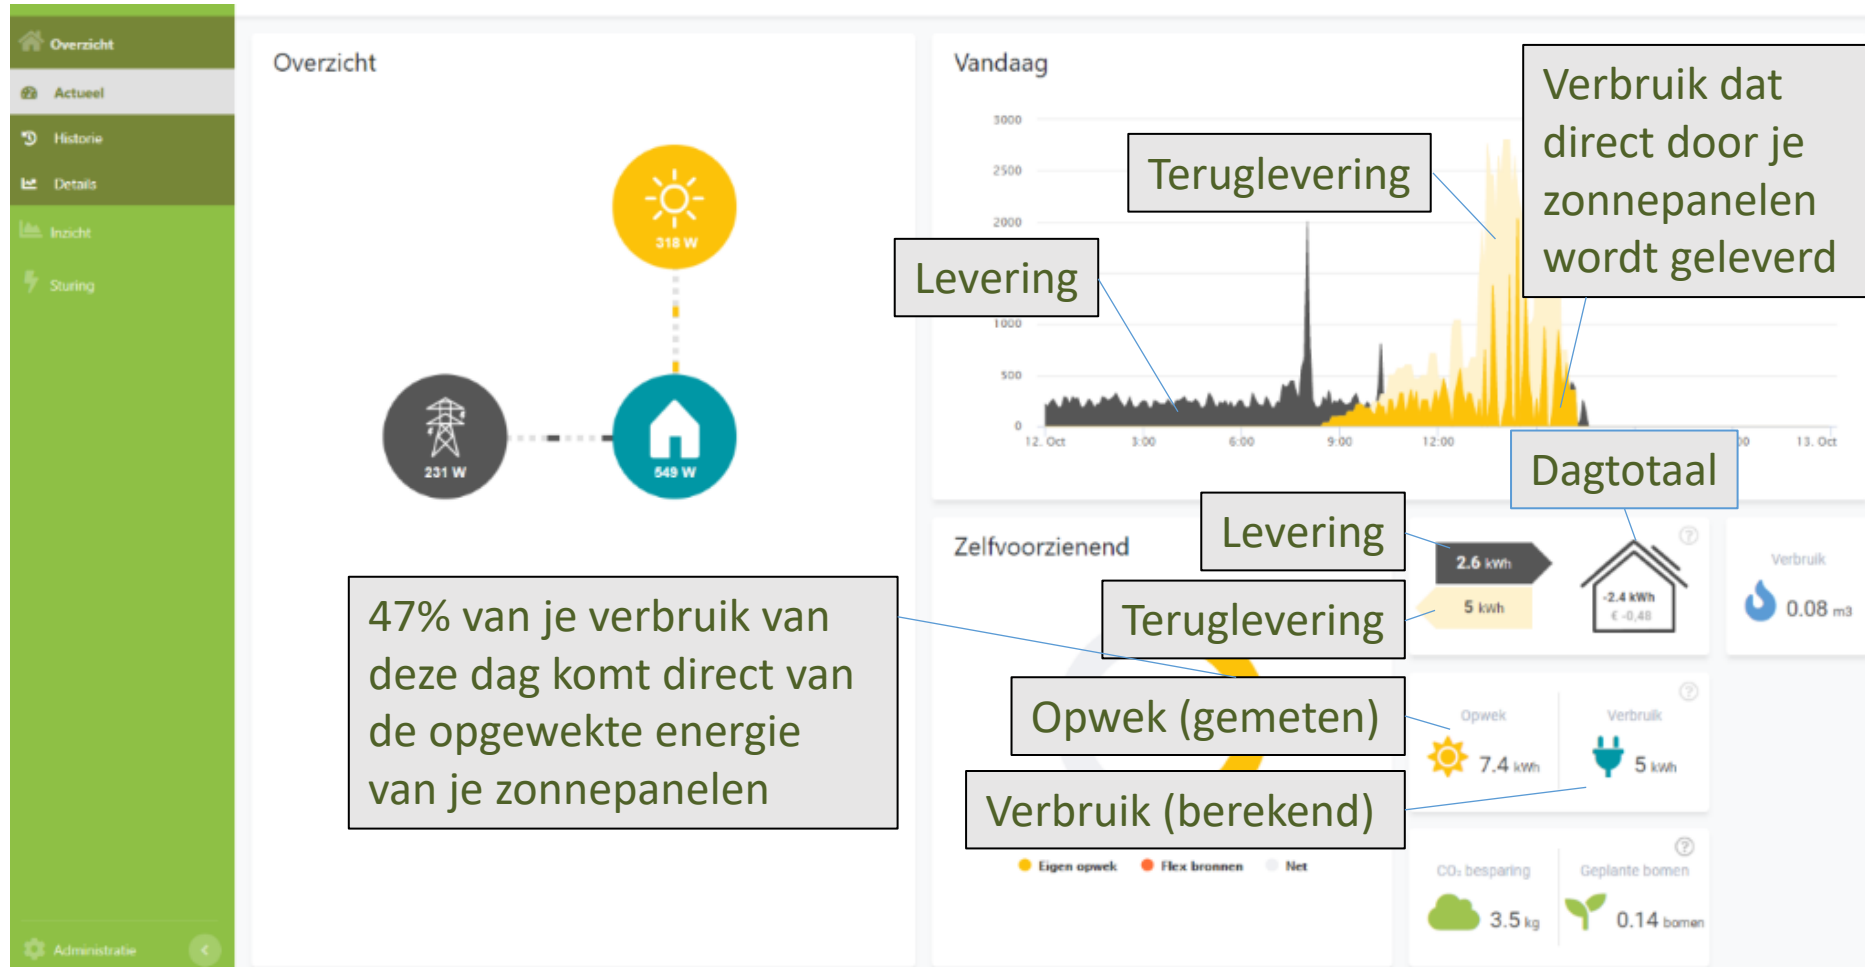 Overzicht
Actueel
Historie
Details
Inzicht
Sturing
Administratie
Overzicht
318 W
231 W
549 W
47% van je verbruik van
deze dag komt direct van
de opgewekte energie
van je zonnepanelen
Vandaag
3000
2500
2000
1000
500
0
12. Oct
3:00
6:00
9:00
12:00
00
13. Oct
Levering
Teruglevering
Verbruik dat
direct door je
zonnepanelen
wordt geleverd
Dagtotaal
Zelfvoorzienend
Levering
Teruglevering
Opwek (gemeten)
Verbruik (berekend)
Eigen opwek
Flex bronnen
Net
2.6 kWh
5 kWh
-2.4 kWh
€ -0,48
?
Verbruik
0.08 m3
Opwek
7.4 kWh
Verbruik
5 kWh
?
CO₂ besparing
3.5 kg
Geplante bomen
0.14 bomen
?